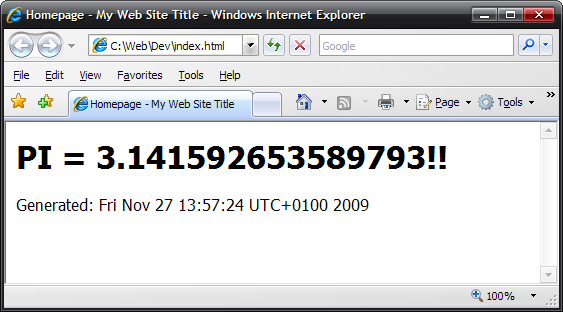 Homepage - My Web Site Title - Windows Internet Explorer
C:\Web\Dev\index.html
Google
File Edit View Favorites Tools Help
Homepage - My Web Site Title
Page Tools
PI = 3.141592653589793!!
Generated: Fri Nov 27 13:57:24 UTC+0100 2009
100%